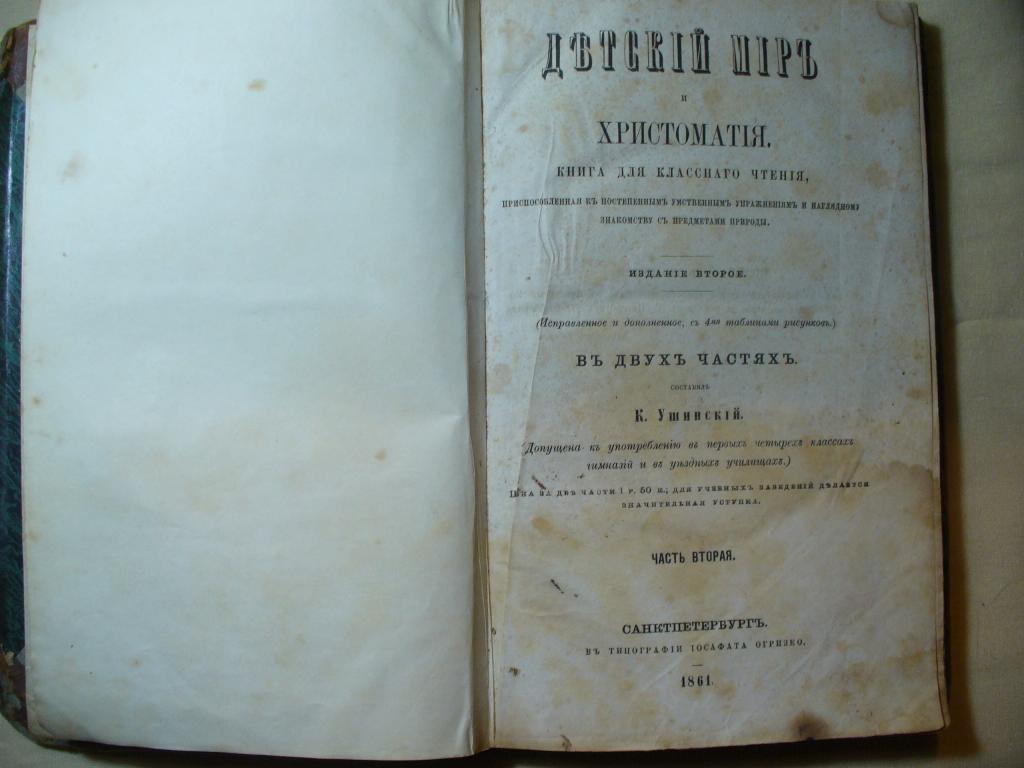 ДѢТСКІЙ МІРЪ
И
ХРИСТОМАТІЯ.
КНИГА ДЛЯ КЛАССНАГО ЧТЕНІЯ,
ПРИСПОСОБЛЕННАЯ КЪ ПОСТЕПЕННЫМЪ УМСТВЕННЫМЪ УПРАЖНЕНІЯМЪ И НАГЛЯДНОМУ
ЗНАКОМСТВУ СЪ ПРЕДМЕТАМИ ПРИРОДЫ.
ИЗДАНІЕ ВТОРОЕ.
(Исправленное и дополненное, съ 4мя таблицами рисунковъ.)
ВЪ ДВУХЪ ЧАСТЯХЪ.
СОСТАВИЛЪ
К. Ушинскій.
(Допущена къ употребленію въ первыхъ четырехъ классахъ
гимназій и въ уѣздныхъ училищахъ.)
ЦѢНА ЗА ДВѢ ЧАСТИ 1 Р. 50 К.; ДЛЯ УЧЕБНЫХЪ ЗАВЕДЕНІЙ ДѢЛАЕТСЯ
ЗНАЧИТЕЛЬНАЯ УСТУПКА.
ЧАСТЬ ВТОРАЯ.
САНКТПЕТЕРБУРГЪ.
ВЪ ТИПОГРАФІИ ІОСАФАТА ОГРИЗКО.
1861.